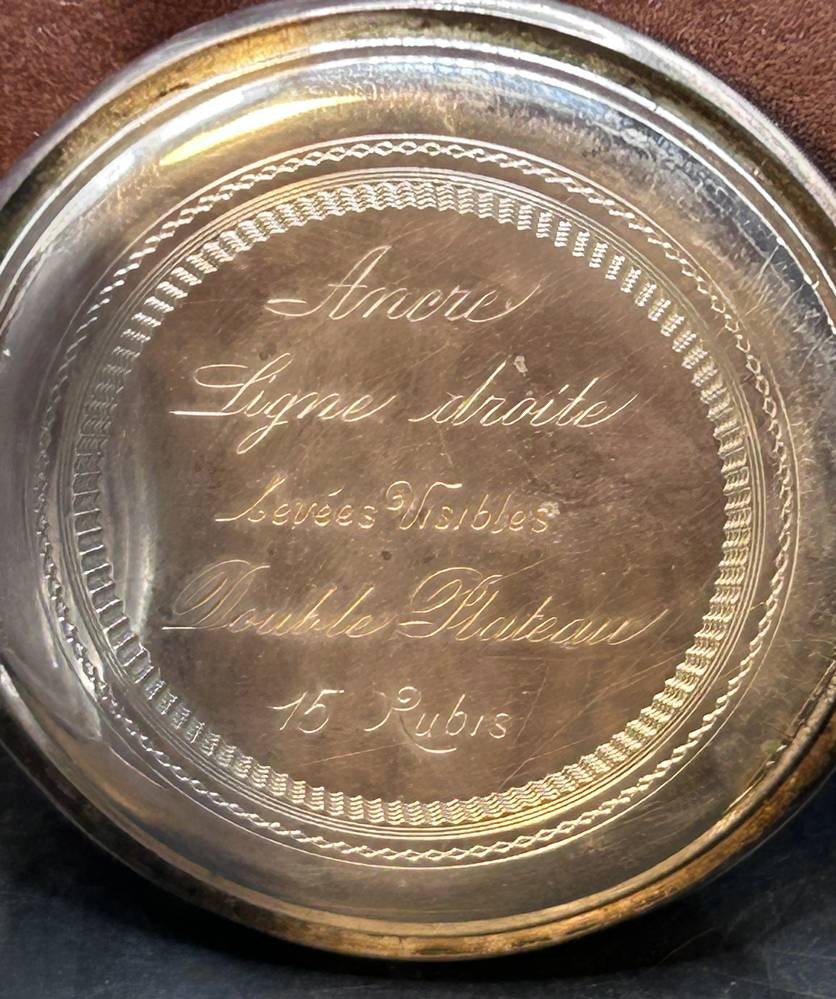 Ancre
Ligne droite
Levées Visibles
Double Plateau
15 Rubis